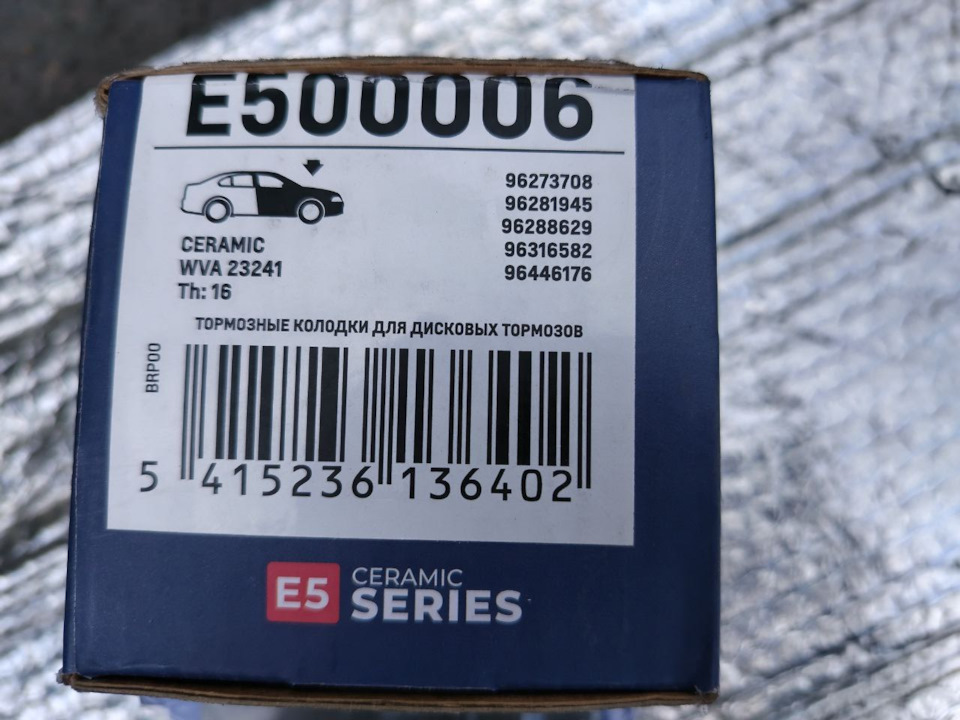 E500006
96273708
96281945
96288629
96316582
96446176
CERAMIC
WVA 23241
Th: 16
ТОРМОЗНЫЕ КОЛОДКИ ДЛЯ ДИСКОВЫХ ТОРМОЗОВ
BRP00
5 415236 136402
E5 CERAMIC
SERIES